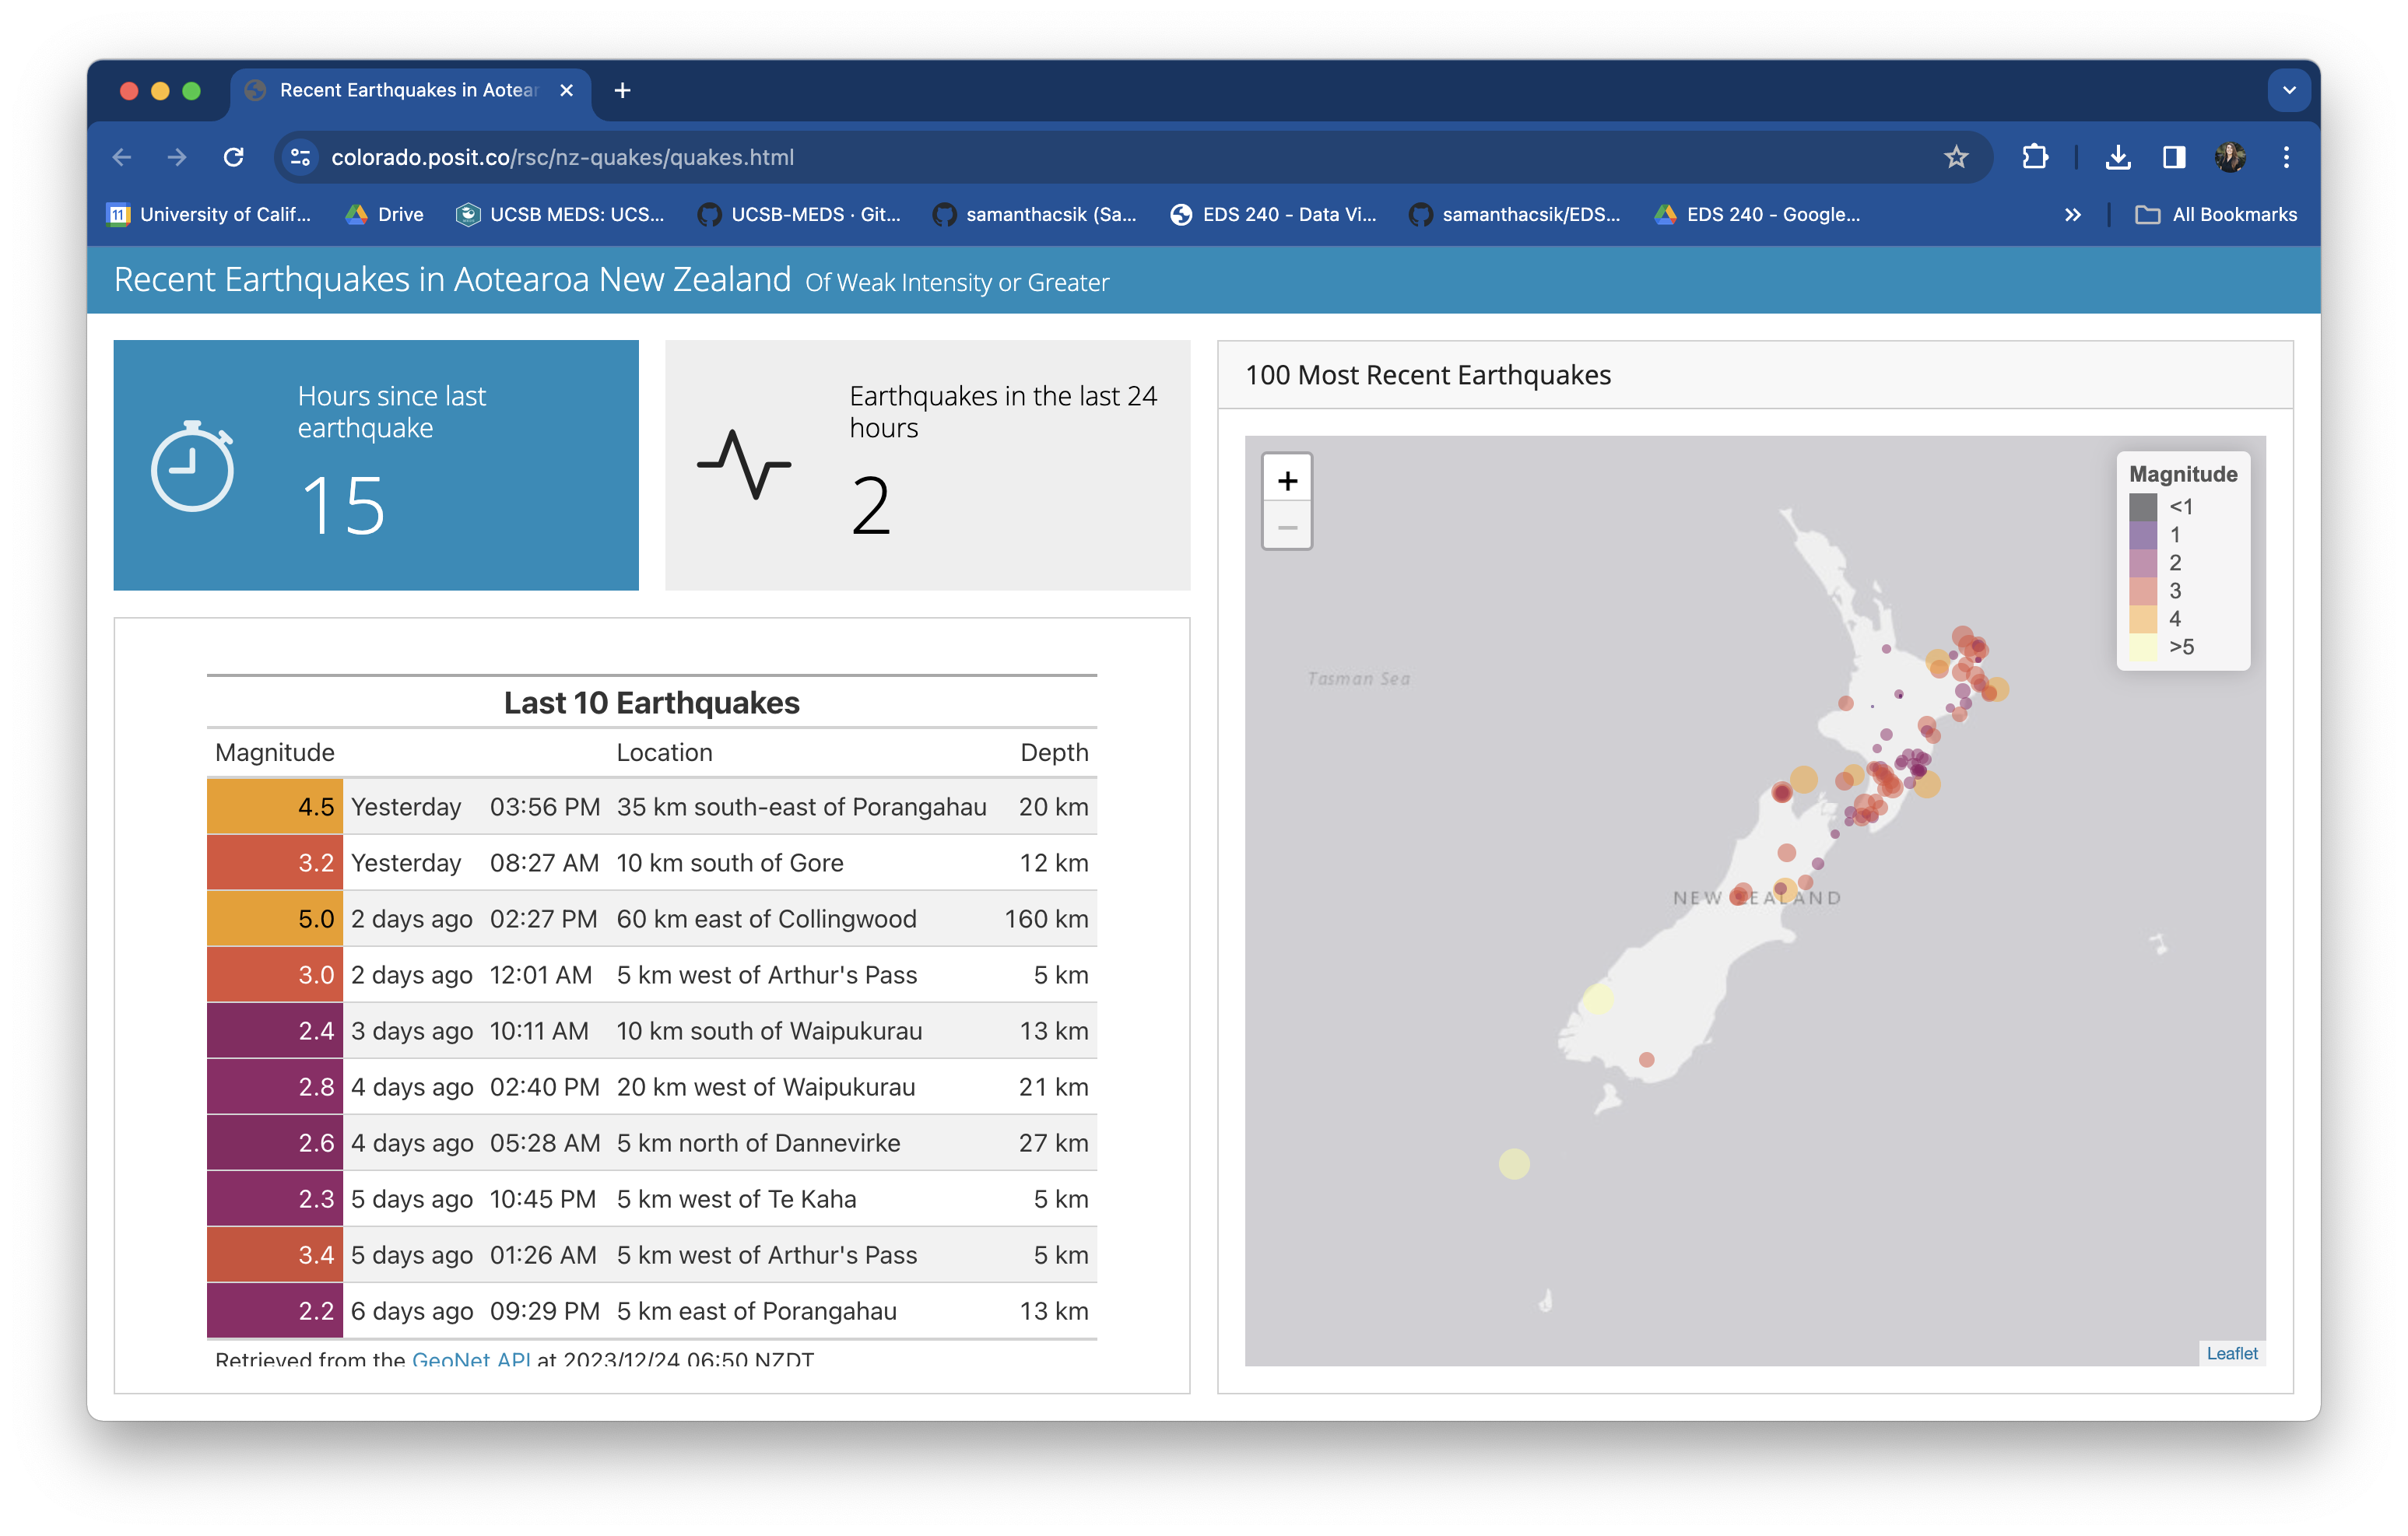 Recent Earthquakes in Aotear
colorado.posit.co/rsc/nz-quakes/quakes.html
11 University of Calif... Drive UCSB MEDS: UCS... UCSB-MEDS · Git... samanthacsik (Sa... EDS 240 - Data Vi... samanthacsik/EDS... EDS 240 - Google... » All Bookmarks
Recent Earthquakes in Aotearoa New Zealand Of Weak Intensity or Greater
Hours since last
earthquake
15
Earthquakes in the last 24
hours
2
Last 10 Earthquakes
Magnitude Location Depth
4.5 Yesterday 03:56 PM 35 km south-east of Porangahau 20 km
3.2 Yesterday 08:27 AM 10 km south of Gore 12 km
5.0 2 days ago 02:27 PM 60 km east of Collingwood 160 km
3.0 2 days ago 12:01 AM 5 km west of Arthur's Pass 5 km
2.4 3 days ago 10:11 AM 10 km south of Waipukurau 13 km
2.8 4 days ago 02:40 PM 20 km west of Waipukurau 21 km
2.6 4 days ago 05:28 AM 5 km north of Dannevirke 27 km
2.3 5 days ago 10:45 PM 5 km west of Te Kaha 5 km
3.4 5 days ago 01:26 AM 5 km west of Arthur's Pass 5 km
2.2 6 days ago 09:29 PM 5 km east of Porangahau 13 km
Retrieved from the GeoNet API at 2023/12/24 06:50 NZDT
100 Most Recent Earthquakes
+
−
Magnitude
<1
1
2
3
4
>5
Tasman Sea
NEW ZEALAND
Leaflet